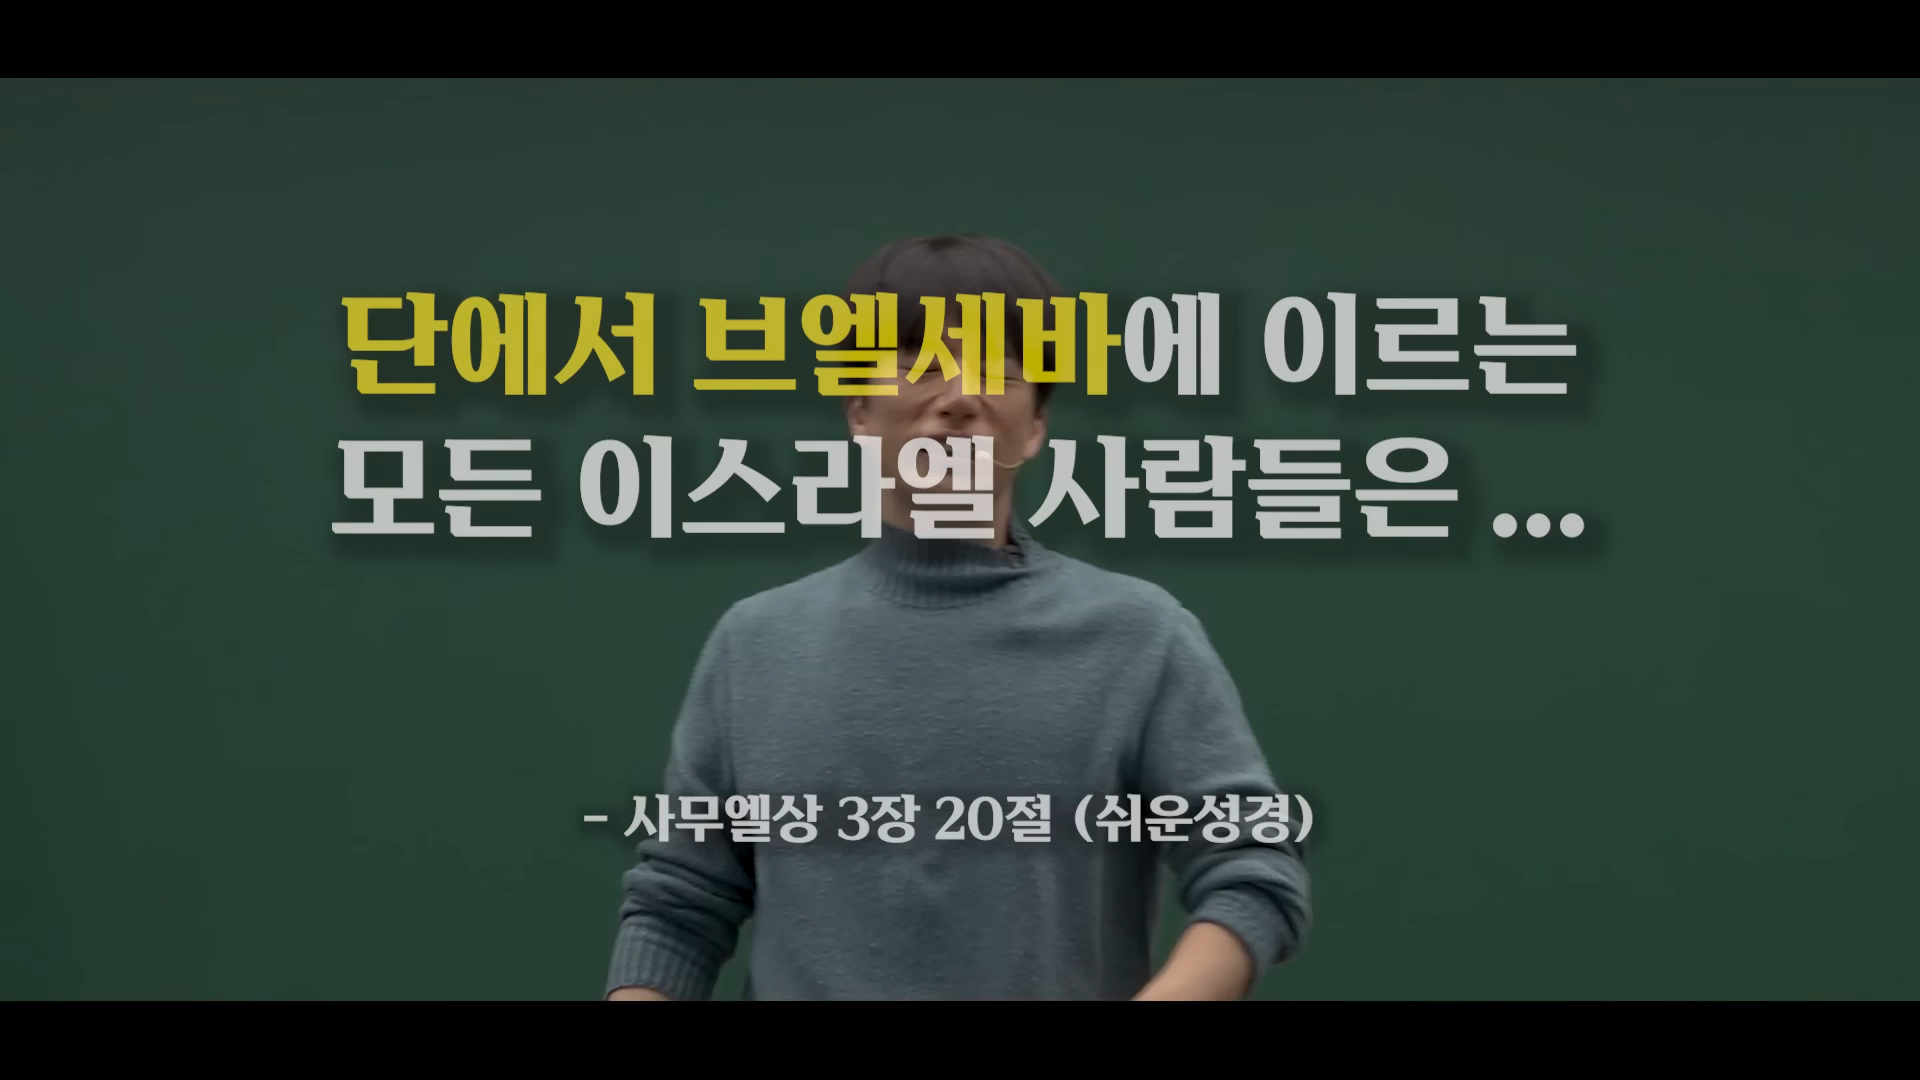 단에서 브엘세바에 이르는
모든 이스라엘 사람들은 ...
- 사무엘상 3장 20절 (쉬운성경)